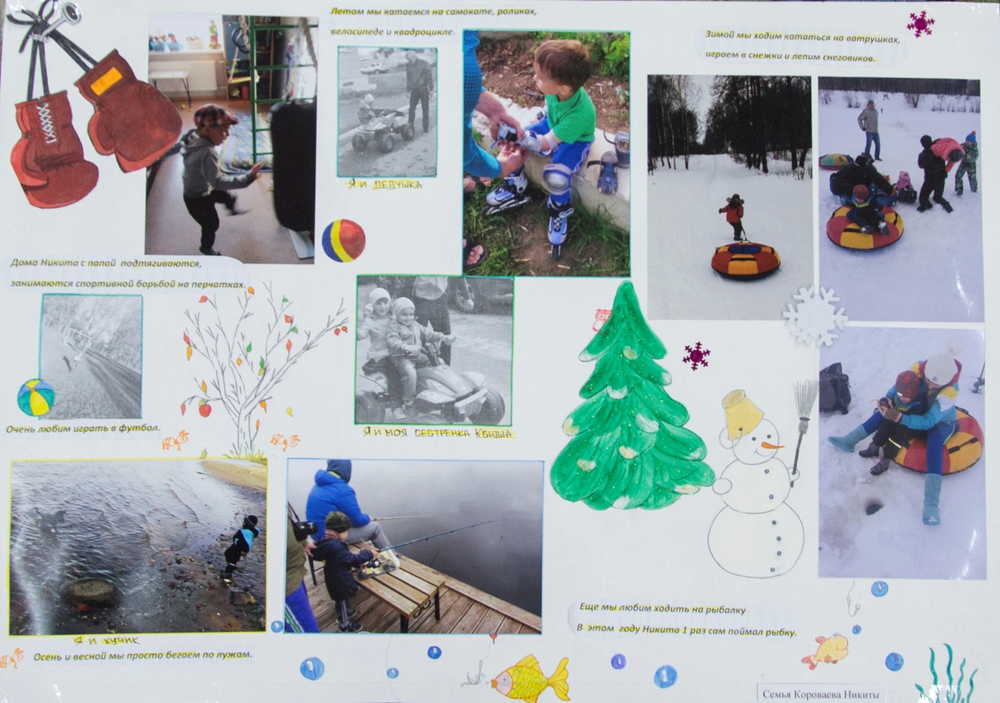 Летом мы катаемся на самокате, роликах,
велосипеде и квадроцикле.
Зимой мы ходим кататься на ватрушках,
играем в снежки и лепим снеговиков.
Я и ДЕДУШКА
Дома Никита с папой подтягиваются,
занимаются спортивной борьбой на перчатках.
Очень любим играть в футбол.
Я и МОЯ СЕСТРЕНКА КСЮША
Я и ХУЧИК
Осень и весной мы просто бегаем по лужам.
Еще мы любим ходить на рыбалку
В этом году Никита 1 раз сам поймал рыбку.
Семья Короваева Никиты